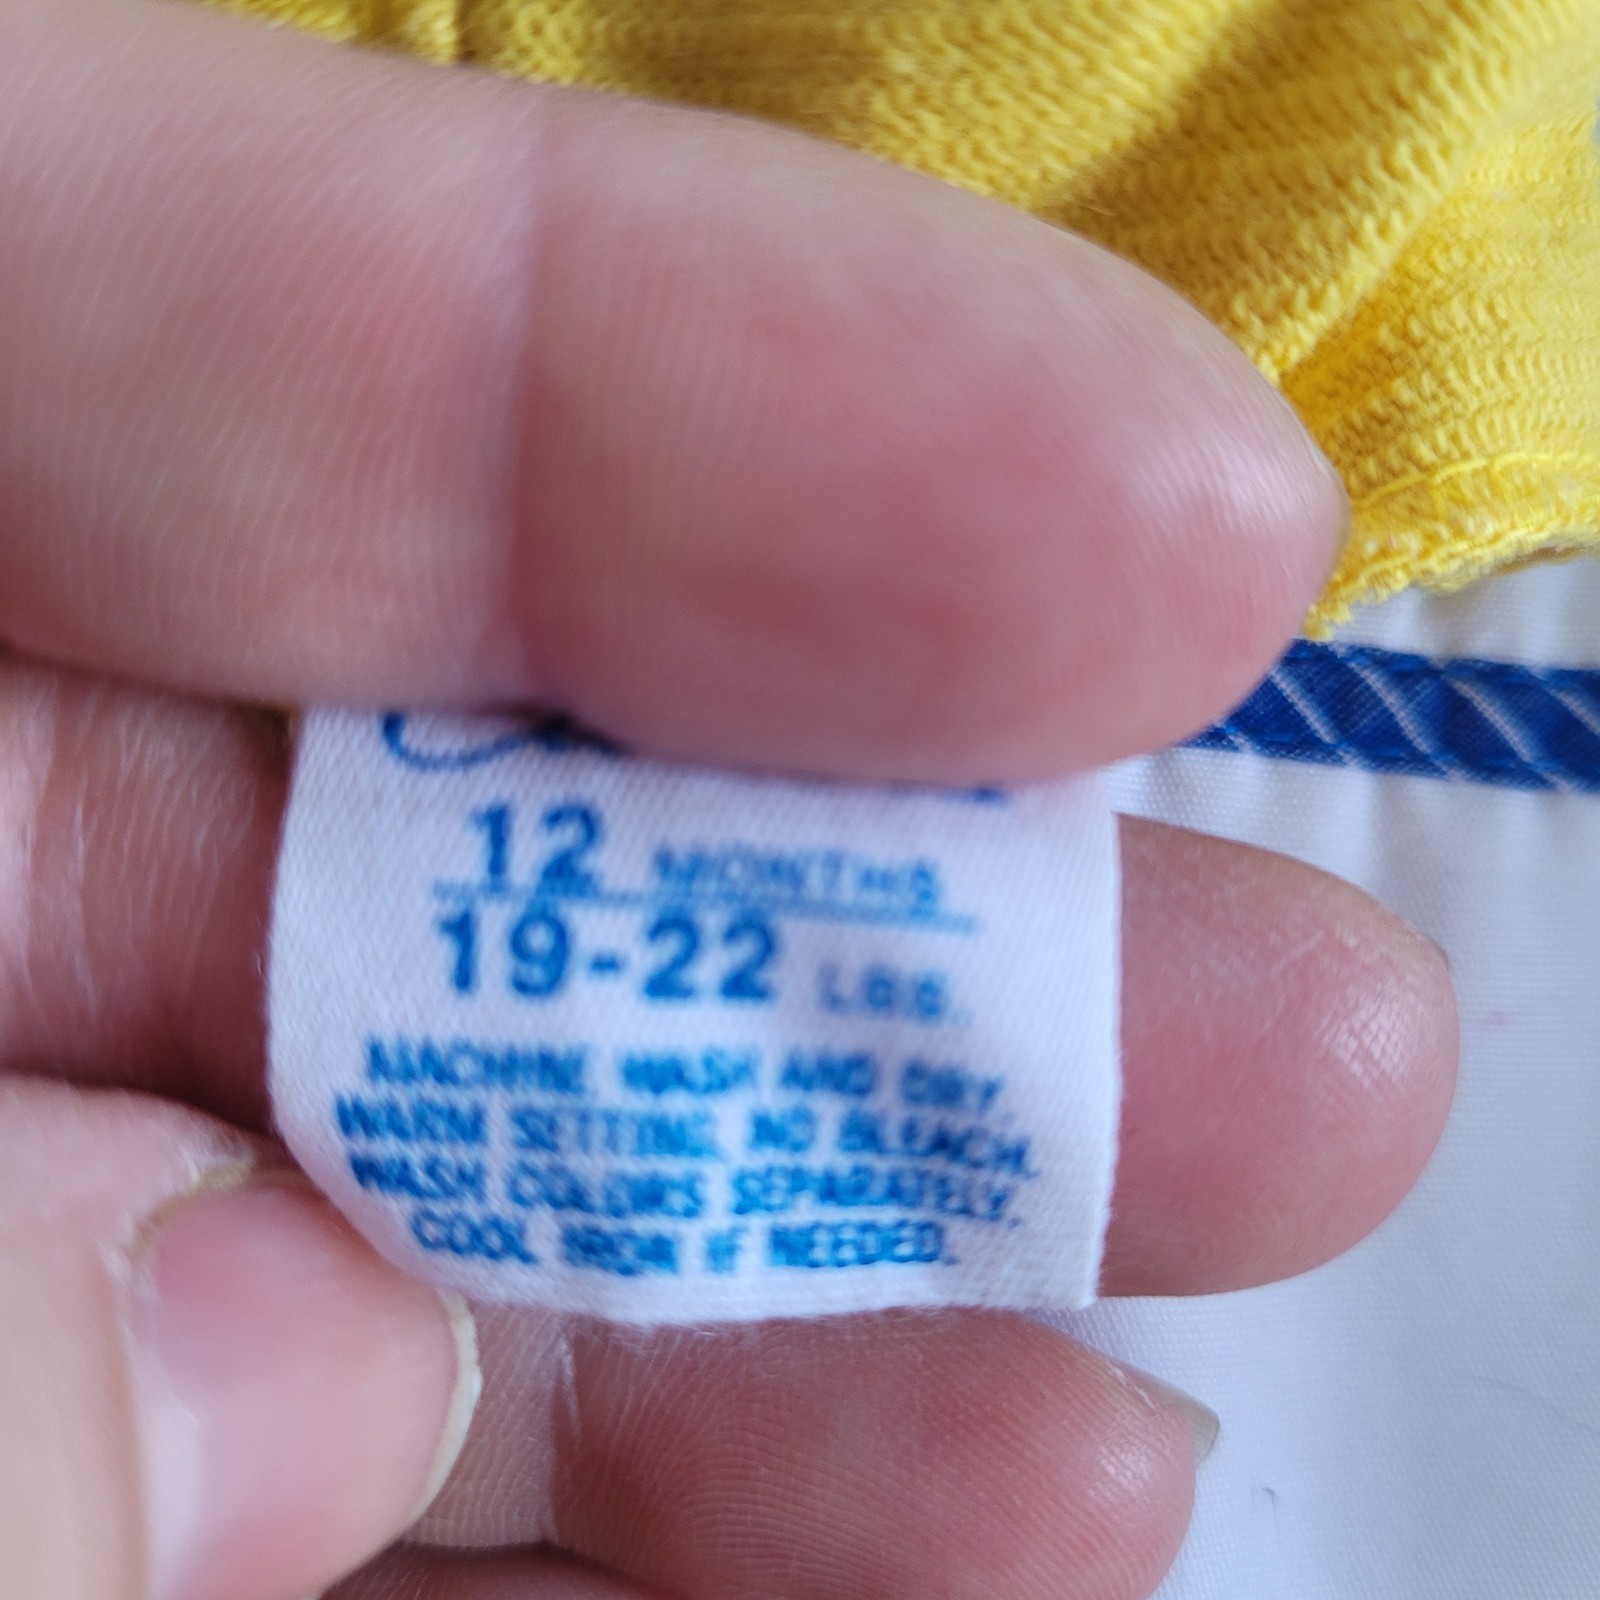 12 MONTHS
19-22 LBS.
MACHINE WASH AND DRY,
WARM SETTING. NO BLEACH.
WASH COLORS SEPARATELY.
COOL IRON IF NEEDED.